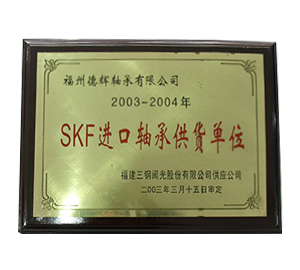 福州德辉轴承有限公司
2003-2004年
SKF进口轴承供货单位
福建三钢闽光股份有限公司供应公司
二00三年三月十五日审定